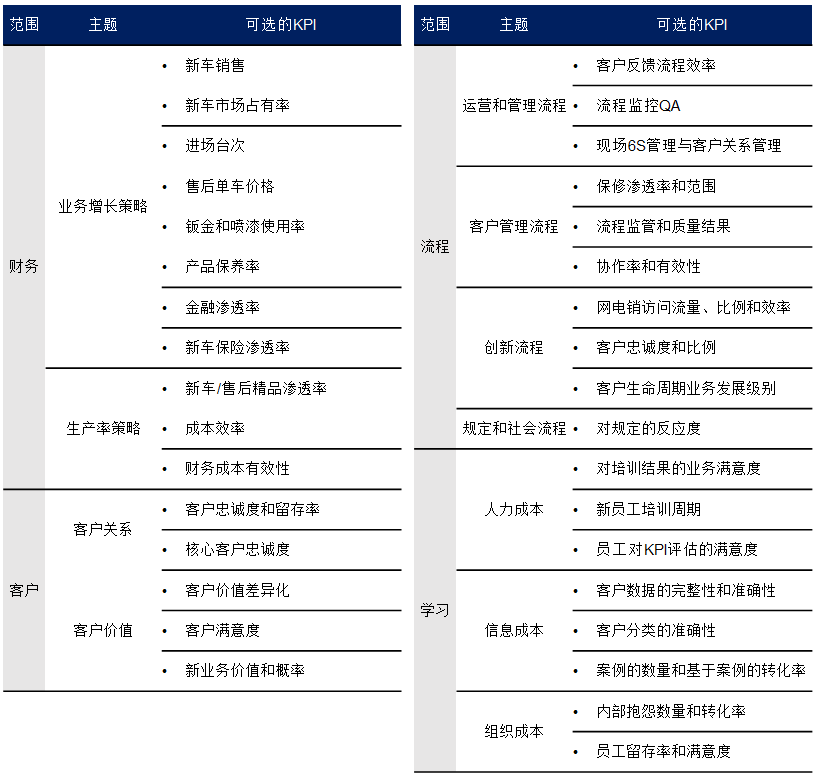 范围 主题 可选的KPI
财务
业务增长策略
• 新车销售
• 新车市场占有率
• 进场台次
• 售后单车价格
• 钣金和喷漆使用率
• 产品保养率
• 金融渗透率
• 新车保险渗透率
生产率策略
• 新车/售后精品渗透率
• 成本效率
• 财务成本有效性
客户
客户关系
• 客户忠诚度和留存率
• 核心客户忠诚度
客户价值
• 客户价值差异化
• 客户满意度
• 新业务价值和概率
范围 主题 可选的KPI
流程
运营和管理流程
• 客户反馈流程效率
• 流程监控QA
• 现场6S管理与客户关系管理
客户管理流程
• 保修渗透率和范围
• 流程监管和质量结果
• 协作率和有效性
创新流程
• 网电销访问流量、比例和效率
• 客户忠诚度和比例
• 客户生命周期业务发展级别
规定和社会流程
• 对规定的反应度
学习
人力成本
• 对培训结果的业务满意度
• 新员工培训周期
• 员工对KPI评估的满意度
信息成本
• 客户数据的完整性和准确性
• 客户分类的准确性
• 案例的数量和基于案例的转化率
组织成本
• 内部抱怨数量和转化率
• 员工留存率和满意度